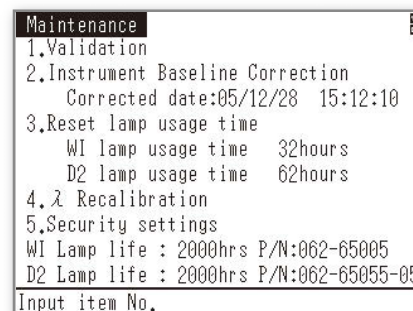 Maintenance
1.Validation
2.Instrument Baseline Correction
Corrected date:05/12/28 15:12:10
3.Reset lamp usage time
WI lamp usage time 32hours
D2 lamp usage time 62hours
4.λ Recalibration
5.Security settings
WI Lamp life : 2000hrs P/N:062-65005
D2 Lamp life : 2000hrs P/N:062-65055-05
Input item No.